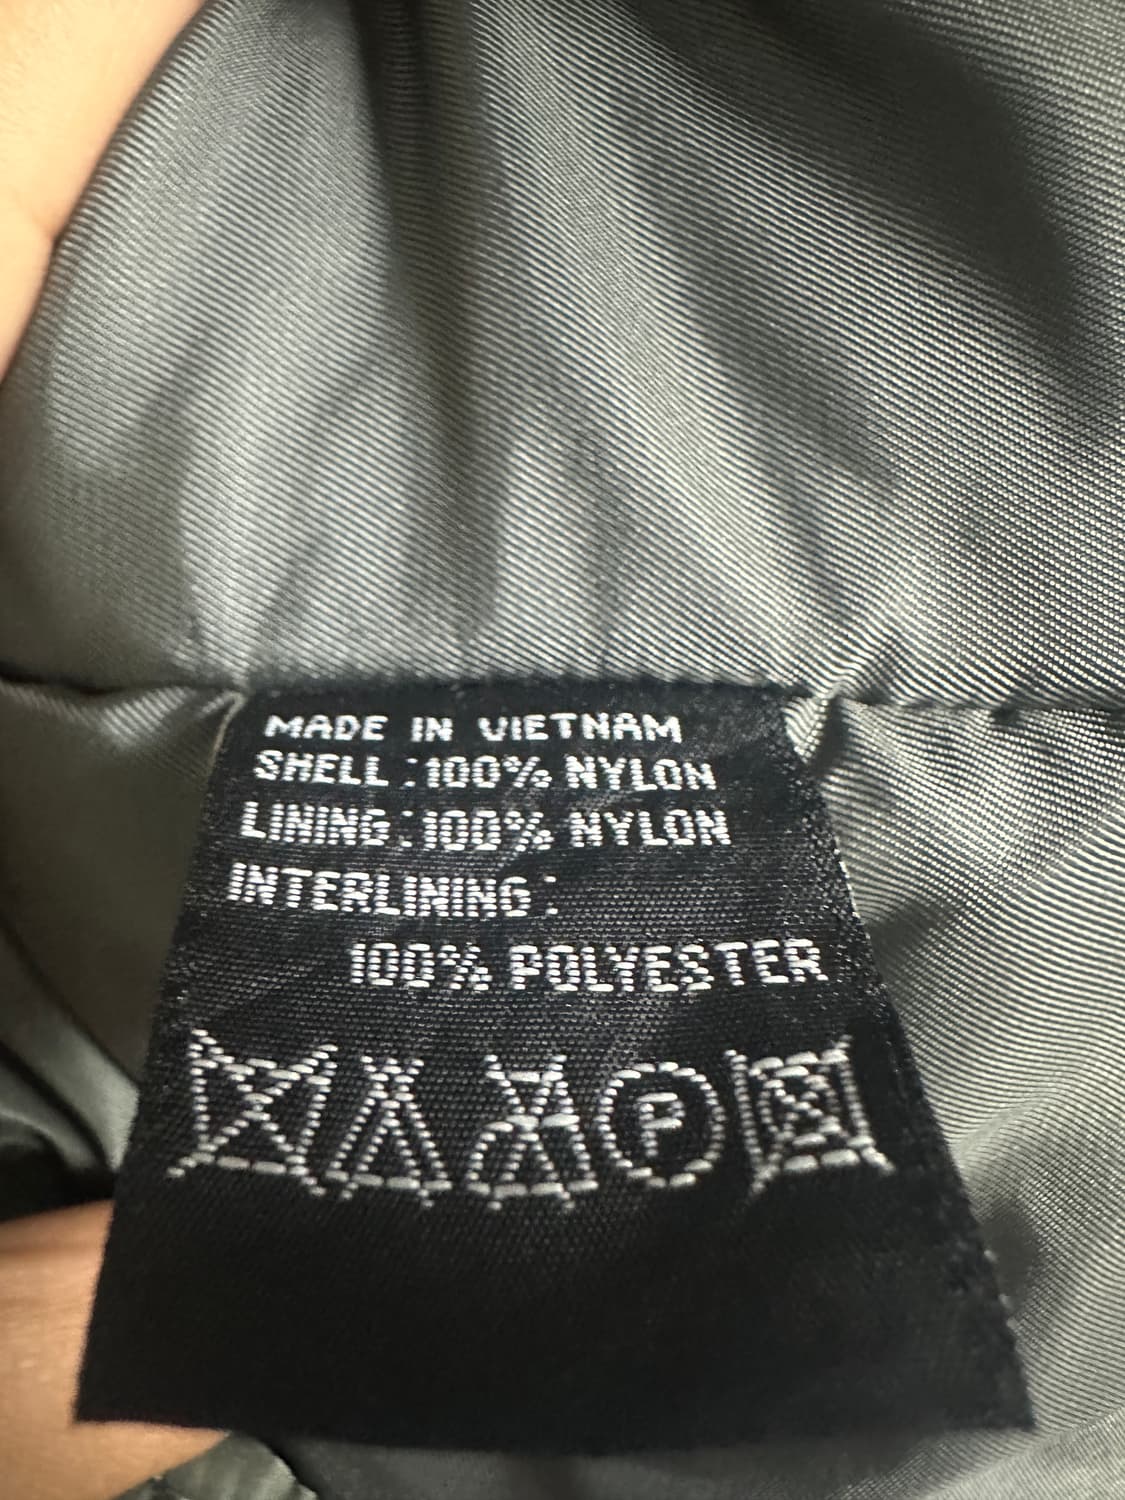 MADE IN VIETNAM
SHELL :100% NYLON
LINING :100% NYLON
INTERLINING :
100% POLYESTER
P